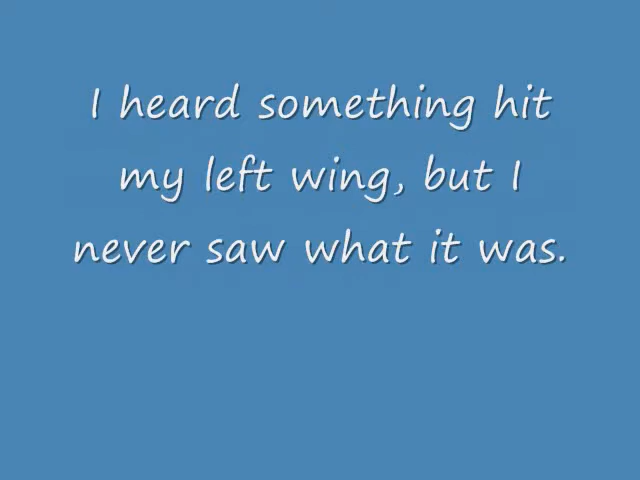 I heard something hit
my left wing, but I
never saw what it was.